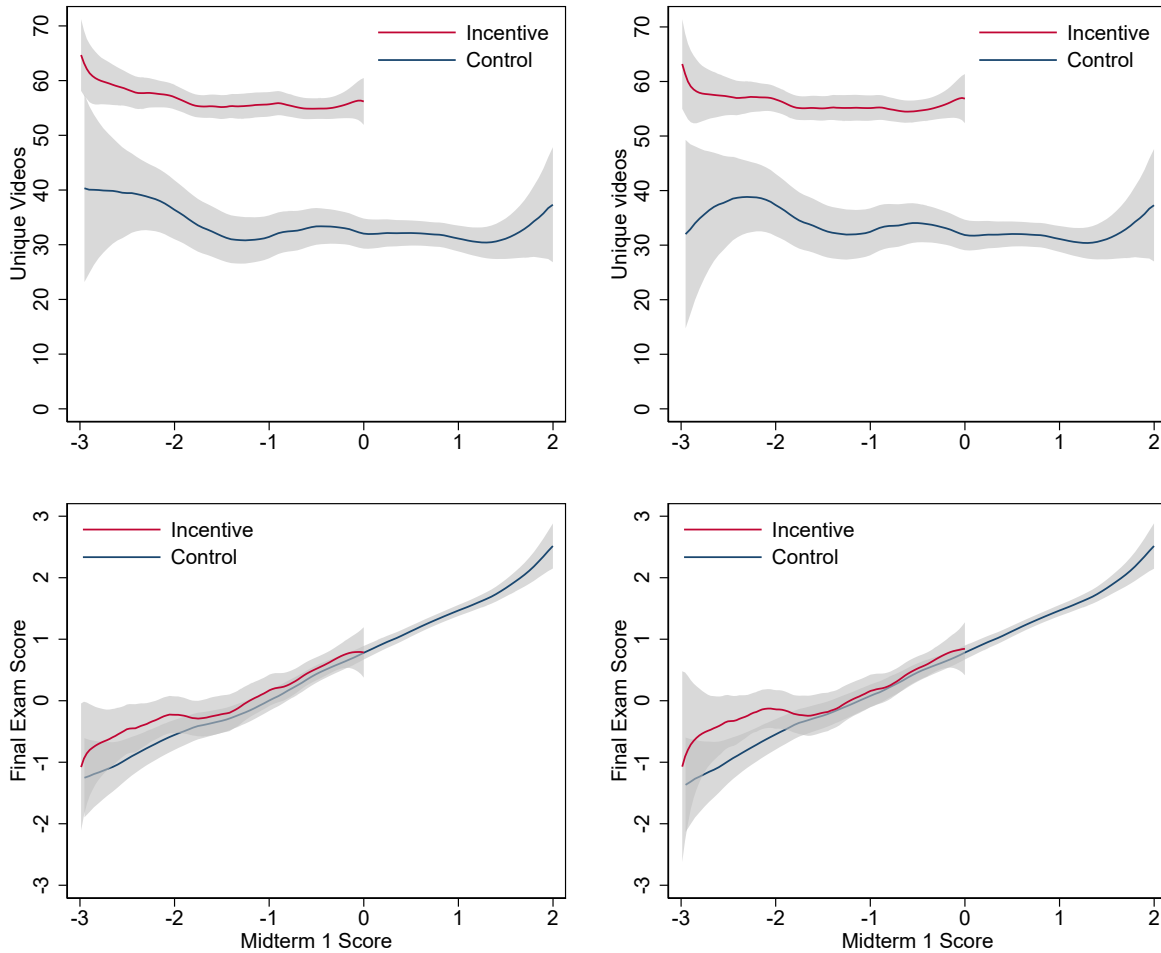 Unique Videos
70
60
50
40
30
20
10
0
Incentive
Control
-3 -2 -1 0 1 2
Unique videos
70
60
50
40
30
20
10
0
Incentive
Control
-3 -2 -1 0 1 2
Final Exam Score
3
2
1
0
-1
-2
-3
Incentive
Control
-3 -2 -1 0 1 2
Midterm 1 Score
Final Exam Score
3
2
1
0
-1
-2
-3
Incentive
Control
-3 -2 -1 0 1 2
Midterm 1 Score